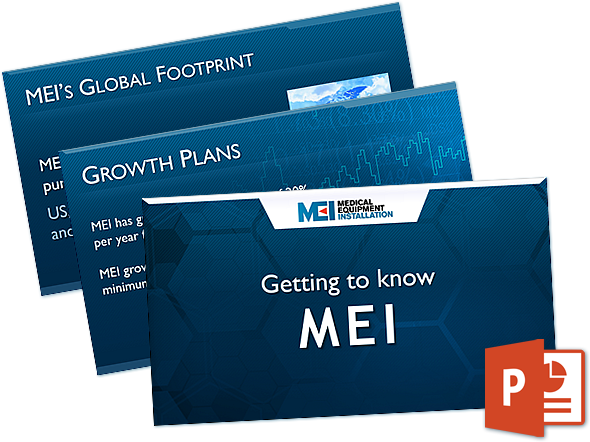 MEI'S GLOBAL FOOTPRINT
ME
pur
US,
and
GROWTH PLANS
MEI has g
per year f
MEI grow
minimum
MEI MEDICAL
EQUIPMENT
INSTALLATION
Getting to know
MEI
P